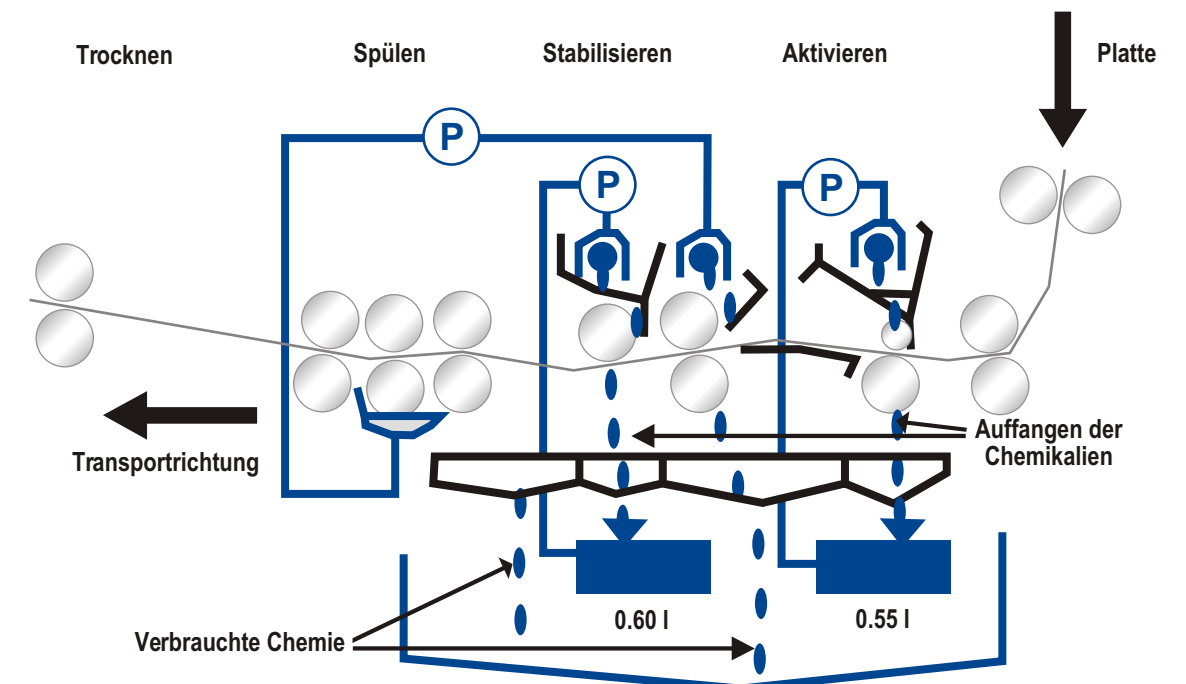 Trocknen
Spülen
Stabilisieren
Aktivieren
Platte
P
P
P
Transportrichtung
Auffangen der
Chemikalien
0.60 l
0.55 l
Verbrauchte Chemie